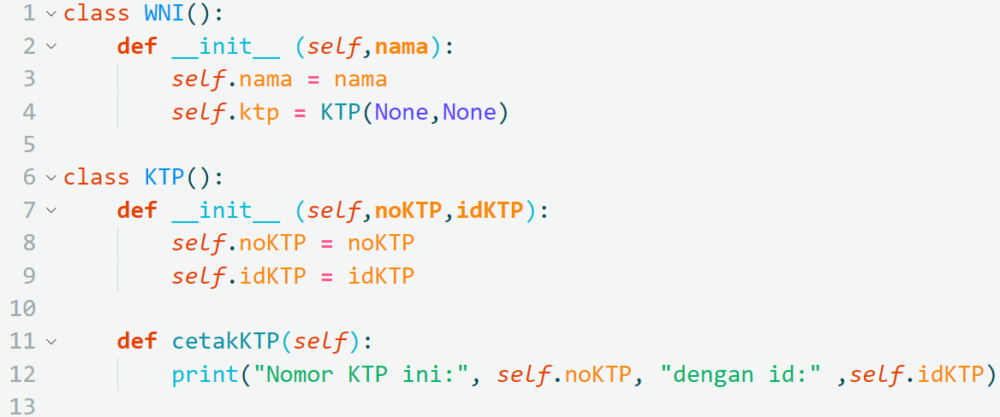 1 class WNI():
2     def __init__ (self,nama):
3         self.nama = nama
4         self.ktp = KTP(None,None)
5
6 class KTP():
7     def __init__ (self,noKTP,idKTP):
8         self.noKTP = noKTP
9         self.idKTP = idKTP
10
11     def cetakKTP(self):
12         print("Nomor KTP ini:", self.noKTP, "dengan id:" ,self.idKTP)
13